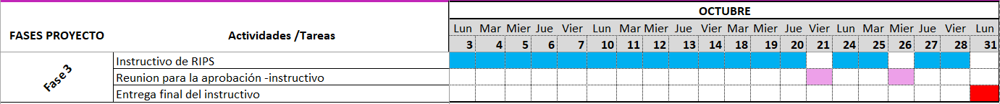 OCTUBRE
FASES PROYECTO Actividades /Tareas Lun Mar Mier Jue Vier Lun Mar Mier Jue Vier Mar Mier Jue Vier Lun Mar Mier Jue Vier Lun
3 4 5 6 7 10 11 12 13 14 18 19 20 21 24 25 26 27 28 31
Fase 3 Instructivo de RIPS
Reunion para la aprobación -instructivo
Entrega final del instructivo